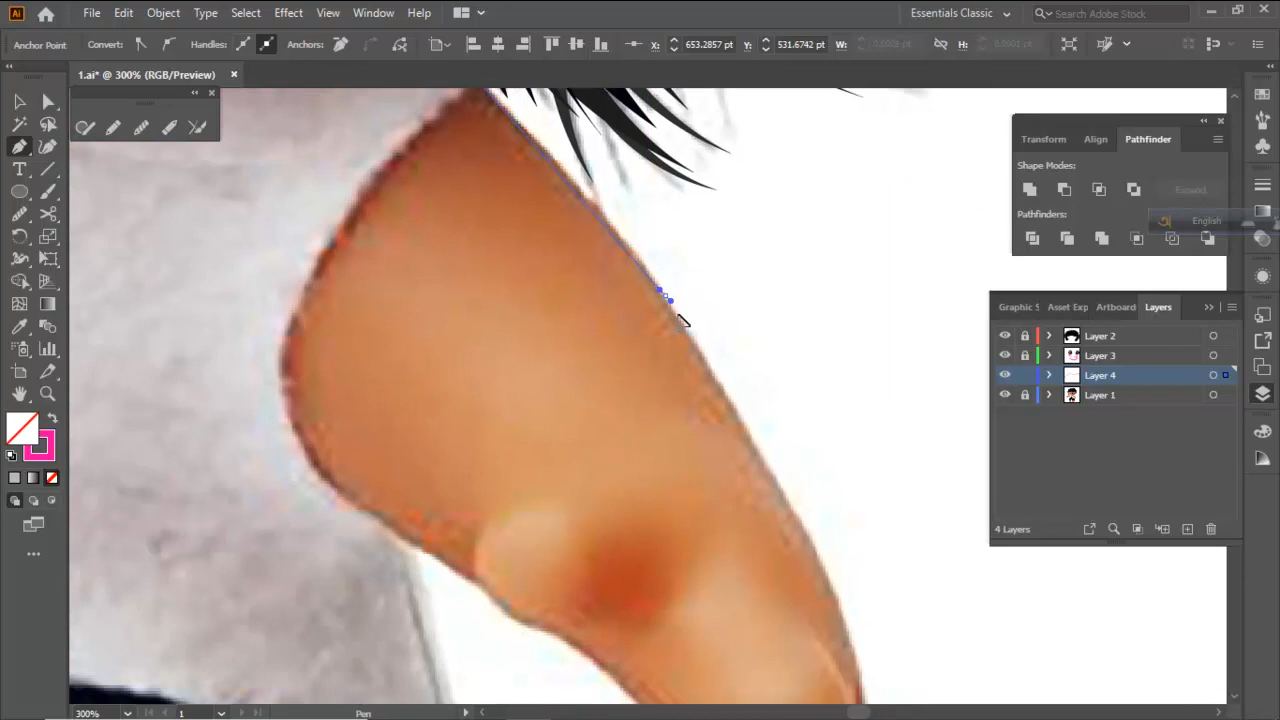 Ai File Edit Object Type Select Effect View Window Help Essentials Classic Search Adobe Stock
Anchor Point Convert: Handles: Anchors: X: 653.2857 pt Y: 531.6742 pt W: 0.0001 pt H: 0.0001 pt
1.ai* @ 300% (RGB/Preview)
Transform Align Pathfinder
Shape Modes:
Expand
Pathfinders:
English
Graphic S Asset Exp Artboard Layers
Layer 2
Layer 3
Layer 4
Layer 1
4 Layers
300% 1 Pen